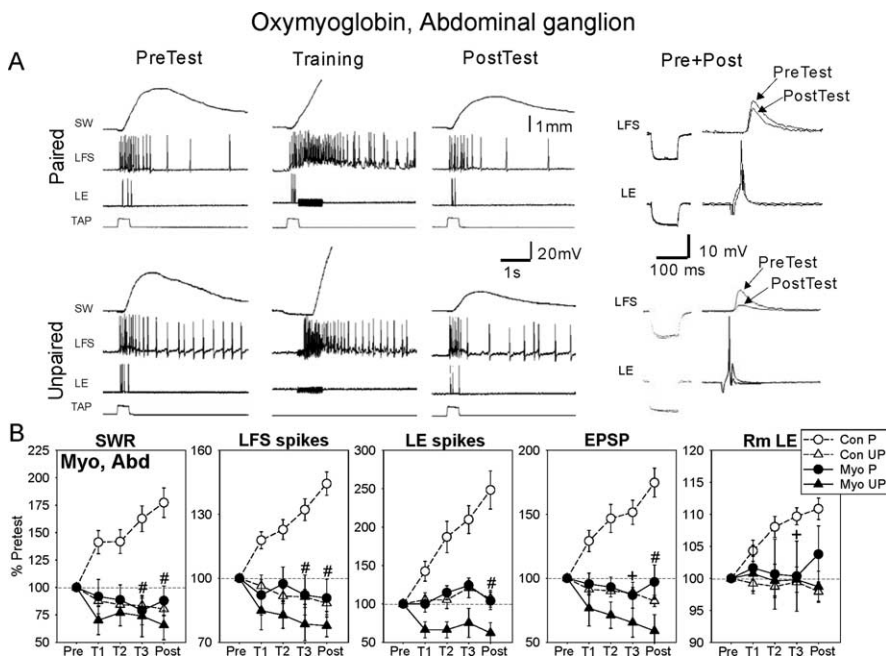 Oxymyoglobin, Abdominal ganglion
A
PreTest Training PostTest Pre+Post
Paired
SW
LFS
LE
TAP
1mm
LFS
LE
PreTest
PostTest
20mV
1s
10 mV
100 ms
Unpaired
SW
LFS
LE
TAP
LFS
LE
PreTest
PostTest
B
SWR LFS spikes LE spikes EPSP Rm LE
Myo, Abd
Con P
Con UP
Myo P
Myo UP
% Pretest
225
200
175
150
125
100
75
50
# #
Pre T1 T2 T3 Post
160
140
120
100
70
# #
Pre T1 T2 T3 Post
300
250
200
150
100
50
#
Pre T1 T2 T3 Post
200
150
100
50
+ #
Pre T1 T2 T3 Post
120
115
110
105
100
95
90
+
Pre T1 T2 T3 Post